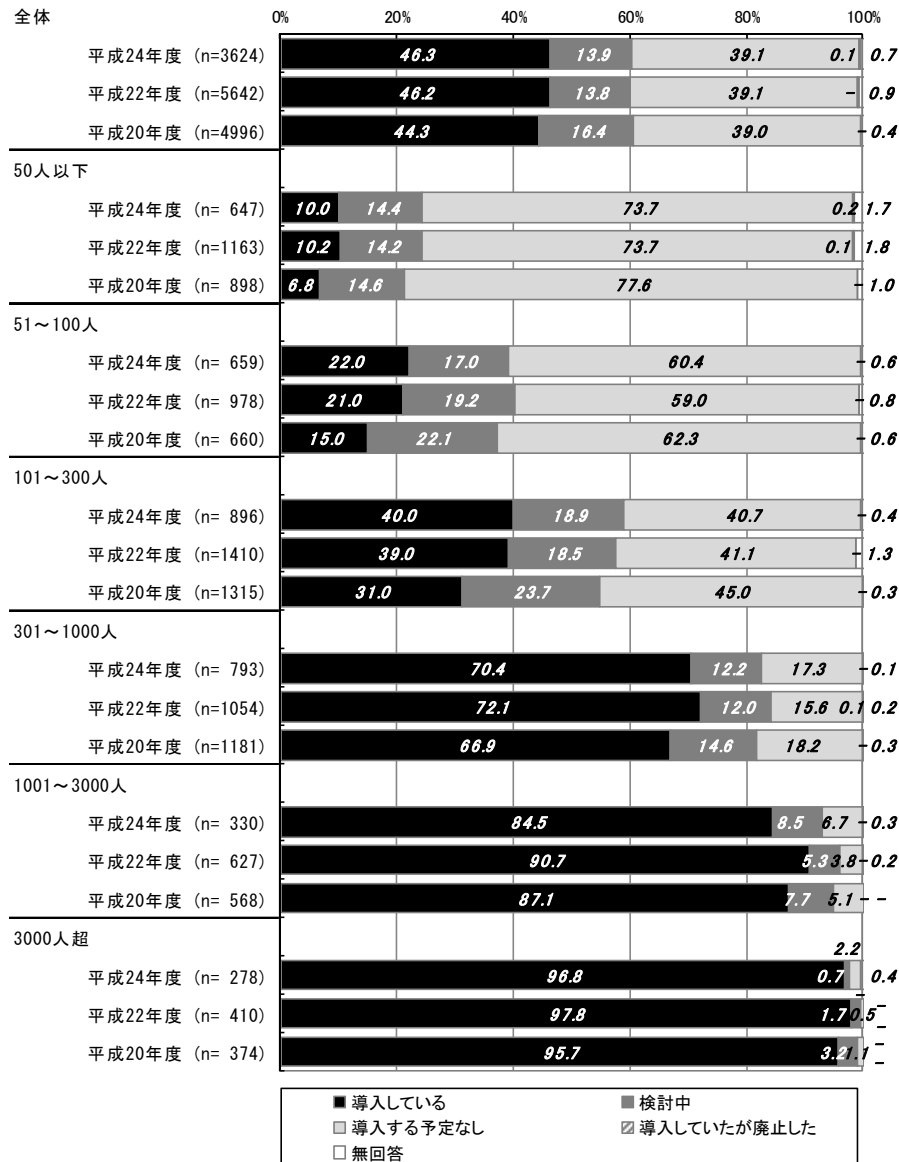 全体 0% 20% 40% 60% 80% 100%
平成24年度 (n=3624) 46.3 13.9 39.1 0.1 0.7
平成22年度 (n=5642) 46.2 13.8 39.1 - 0.9
平成20年度 (n=4996) 44.3 16.4 39.0 - 0.4
50人以下
平成24年度 (n= 647) 10.0 14.4 73.7 0.2 1.7
平成22年度 (n=1163) 10.2 14.2 73.7 0.1 1.8
平成20年度 (n= 898) 6.8 14.6 77.6 - 1.0
51～100人
平成24年度 (n= 659) 22.0 17.0 60.4 - 0.6
平成22年度 (n= 978) 21.0 19.2 59.0 - 0.8
平成20年度 (n= 660) 15.0 22.1 62.3 - 0.6
101～300人
平成24年度 (n= 896) 40.0 18.9 40.7 - 0.4
平成22年度 (n=1410) 39.0 18.5 41.1 - 1.3
平成20年度 (n=1315) 31.0 23.7 45.0 - 0.3
301～1000人
平成24年度 (n= 793) 70.4 12.2 17.3 - 0.1
平成22年度 (n=1054) 72.1 12.0 15.6 0.1 0.2
平成20年度 (n=1181) 66.9 14.6 18.2 - 0.3
1001～3000人
平成24年度 (n= 330) 84.5 8.5 6.7 - 0.3
平成22年度 (n= 627) 90.7 5.3 3.8 - 0.2
平成20年度 (n= 568) 87.1 7.7 5.1 - -
3000人超 2.2
平成24年度 (n= 278) 96.8 0.7 0.4
平成22年度 (n= 410) 97.8 1.7 0.5 - -
平成20年度 (n= 374) 95.7 3.2 1.1 - -
導入している 検討中
導入する予定なし 導入していたが廃止した
無回答